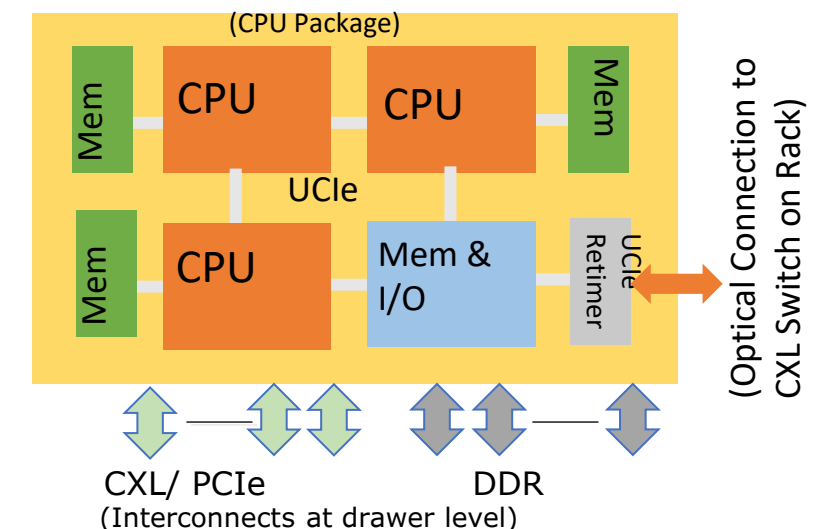 (CPU Package)
Mem
CPU
CPU
Mem
UCIe
Mem
CPU
Mem &
I/O
UCIe
Retimer
(Optical Connection to
CXL Switch on Rack)
CXL/ PCIe
DDR
(Interconnects at drawer level)